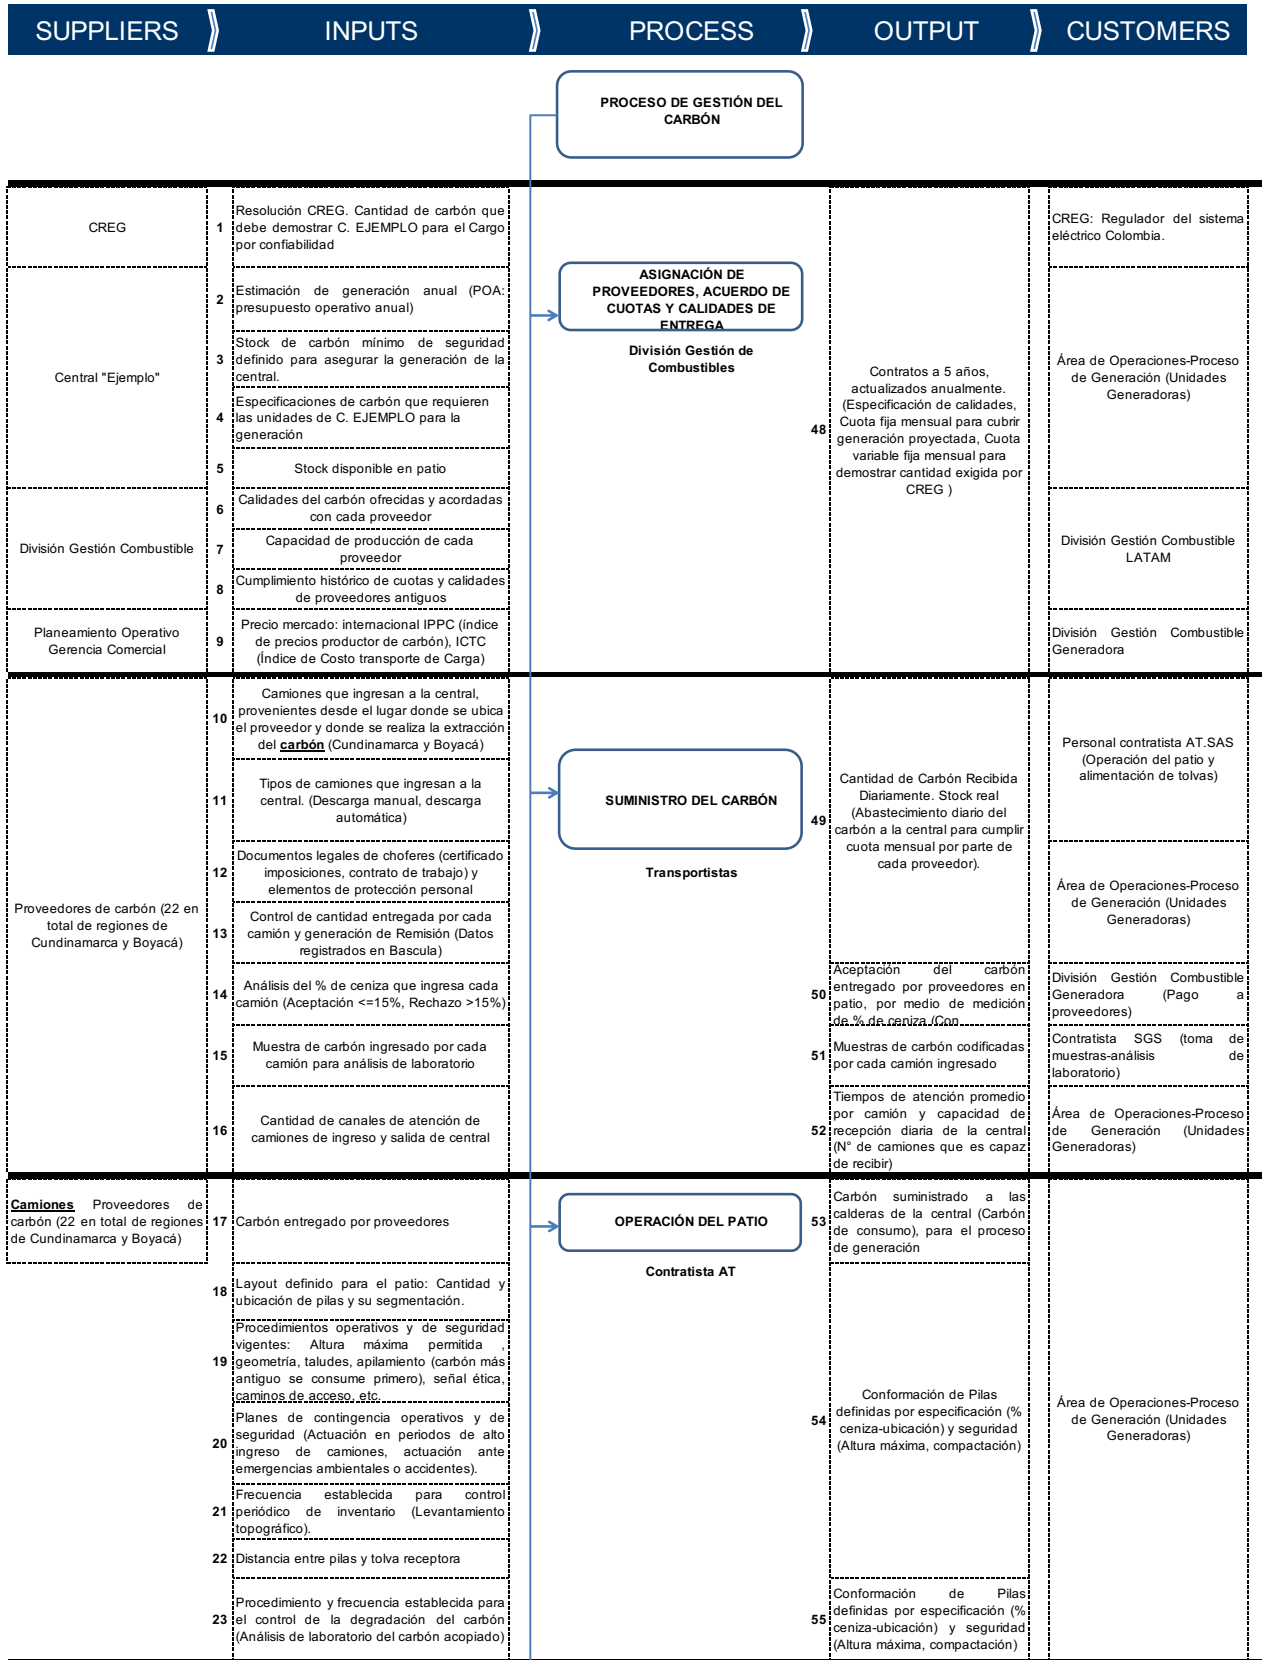 SUPPLIERS
INPUTS
PROCESS
OUTPUT
CUSTOMERS
PROCESO DE GESTIÓN DEL
CARBÓN
CREG
1
Resolución CREG. Cantidad de carbón que
debe demostrar C. EJEMPLO para el Cargo
por confiabilidad
CREG: Regulador del sistema
eléctrico Colombia.
Central "Ejemplo"
2
Estimación de generación anual (POA:
presupuesto operativo anual)
3
Stock de carbón mínimo de seguridad
definido para asegurar la generación de la
central.
4
Especificaciones de carbón que requieren
las unidades de C. EJEMPLO para la
generación
5
Stock disponible en patio
ASIGNACIÓN DE
PROVEEDORES, ACUERDO DE
CUOTAS Y CALIDADES DE
ENTREGA
División Gestión de
Combustibles
48
Contratos a 5 años,
actualizados anualmente.
(Especificación de calidades,
Cuota fija mensual para cubrir
generación proyectada, Cuota
variable fija mensual para
demostrar cantidad exigida por
CREG )
Área de Operaciones-Proceso
de Generación (Unidades
Generadoras)
División Gestión Combustible
6
Calidades del carbón ofrecidas y acordadas
con cada proveedor
7
Capacidad de producción de cada
proveedor
8
Cumplimiento histórico de cuotas y calidades
de proveedores antiguos
División Gestión Combustible
LATAM
Planeamiento Operativo
Gerencia Comercial
9
Precio mercado: internacional IPPC (índice
de precios productor de carbón), ICTC
(Índice de Costo transporte de Carga)
División Gestión Combustible
Generadora
Proveedores de carbón (22 en
total de regiones de
Cundinamarca y Boyacá)
10
Camiones que ingresan a la central,
provenientes desde el lugar donde se ubica
el proveedor y donde se realiza la extracción
del carbón (Cundinamarca y Boyacá)
11
Tipos de camiones que ingresan a la
central. (Descarga manual, descarga
automática)
12
Documentos legales de choferes (certificado
imposiciones, contrato de trabajo) y
elementos de protección personal
13
Control de cantidad entregada por cada
camión y generación de Remisión (Datos
registrados en Bascula)
14
Análisis del % de ceniza que ingresa cada
camión (Aceptación <=15%, Rechazo >15%)
15
Muestra de carbón ingresado por cada
camión para análisis de laboratorio
16
Cantidad de canales de atención de
camiones de ingreso y salida de central
SUMINISTRO DEL CARBÓN
Transportistas
49
Cantidad de Carbón Recibida
Diariamente. Stock real
(Abastecimiento diario del
carbón a la central para cumplir
cuota mensual por parte de
cada proveedor).
50
Aceptación del carbón
entregado por proveedores en
patio, por medio de medición
de % de ceniza (Con
51
Muestras de carbón codificadas
por cada camión ingresado
52
Tiempos de atención promedio
por camión y capacidad de
recepción diaria de la central
(N° de camiones que es capaz
de recibir)
Personal contratista AT.SAS
(Operación del patio y
alimentación de tolvas)
Área de Operaciones-Proceso
de Generación (Unidades
Generadoras)
División Gestión Combustible
Generadora (Pago a
proveedores)
Contratista SGS (toma de
muestras-análisis de
laboratorio)
Área de Operaciones-Proceso
de Generación (Unidades
Generadoras)
Camiones Proveedores de
carbón (22 en total de regiones
de Cundinamarca y Boyacá)
17
Carbón entregado por proveedores
18
Layout definido para el patio: Cantidad y
ubicación de pilas y su segmentación.
19
Procedimientos operativos y de seguridad
vigentes: Altura máxima permitida ,
geometría, taludes, apilamiento (carbón más
antiguo se consume primero), señal ética,
caminos de acceso, etc.
20
Planes de contingencia operativos y de
seguridad (Actuación en periodos de alto
ingreso de camiones, actuación ante
emergencias ambientales o accidentes).
21
Frecuencia establecida para control
periódico de inventario (Levantamiento
topográfico).
22
Distancia entre pilas y tolva receptora
23
Procedimiento y frecuencia establecida para
el control de la degradación del carbón
(Análisis de laboratorio del carbón acopiado)
OPERACIÓN DEL PATIO
Contratista AT
53
Carbón suministrado a las
calderas de la central (Carbón
de consumo), para el proceso
de generación
54
Conformación de Pilas
definidas por especificación (%
ceniza-ubicación) y seguridad
(Altura máxima, compactación)
55
Conformación de Pilas
definidas por especificación (%
ceniza-ubicación) y seguridad
(Altura máxima, compactación)
Área de Operaciones-Proceso
de Generación (Unidades
Generadoras)